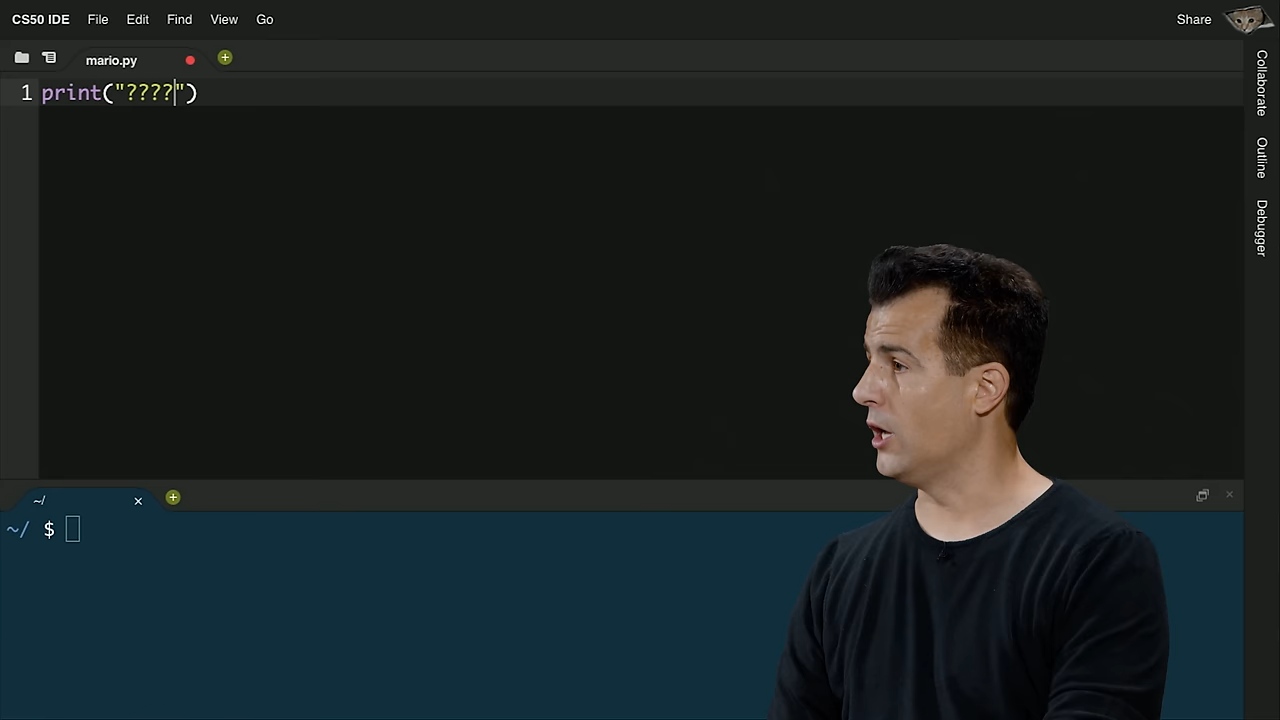 CS50 IDE File Edit Find View Go Share
mario.py
1 print("????")
~/
~/ $
Collaborate
Outline
Debugger